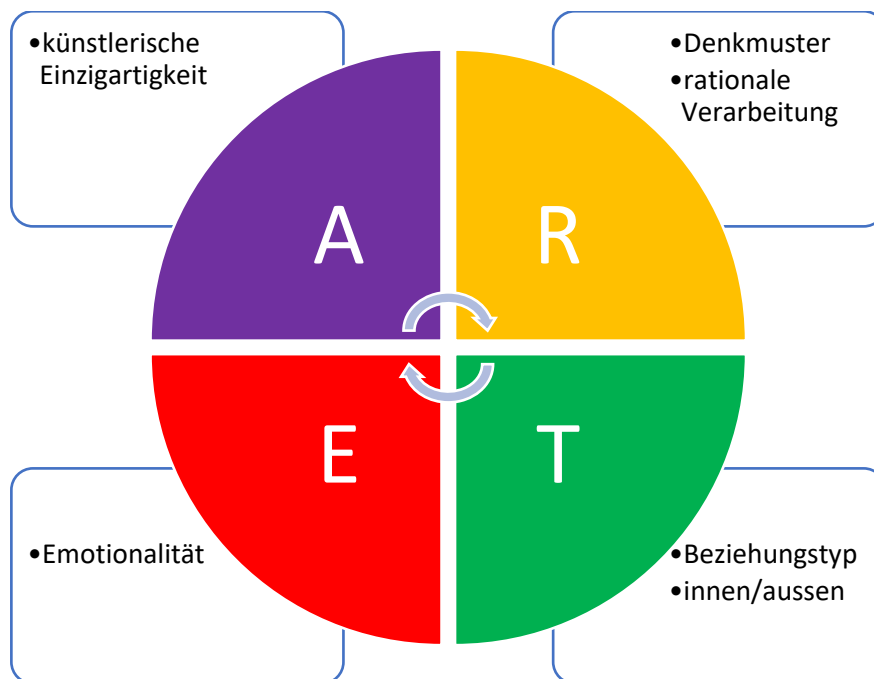 •künstlerische
Einzigartigkeit
•Denkmuster
•rationale
Verarbeitung
A
R
E
T
•Emotionalität
•Beziehungstyp
•innen/aussen